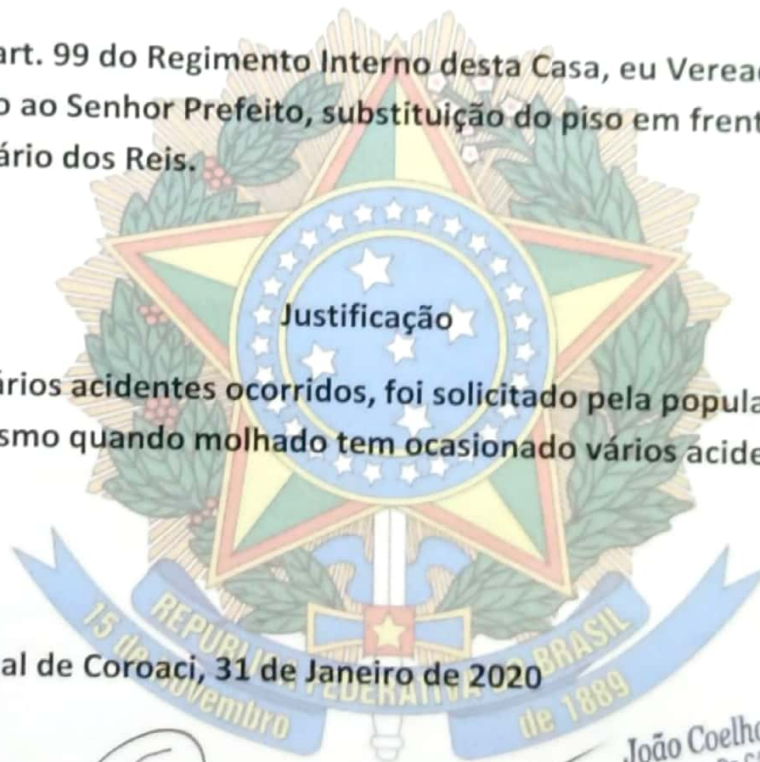 art. 99 do Regimento Interno desta Casa, eu Verea
o ao Senhor Prefeito, substituição do piso em frent
ário dos Reis.
Justificação
ários acidentes ocorridos, foi solicitado pela popula
smo quando molhado tem ocasionado vários acide
REPUBLICA FEDERATIVA BRASIL
15 de Novembro
de 1889
al de Coroaci, 31 de Janeiro de 2020
João Coelho